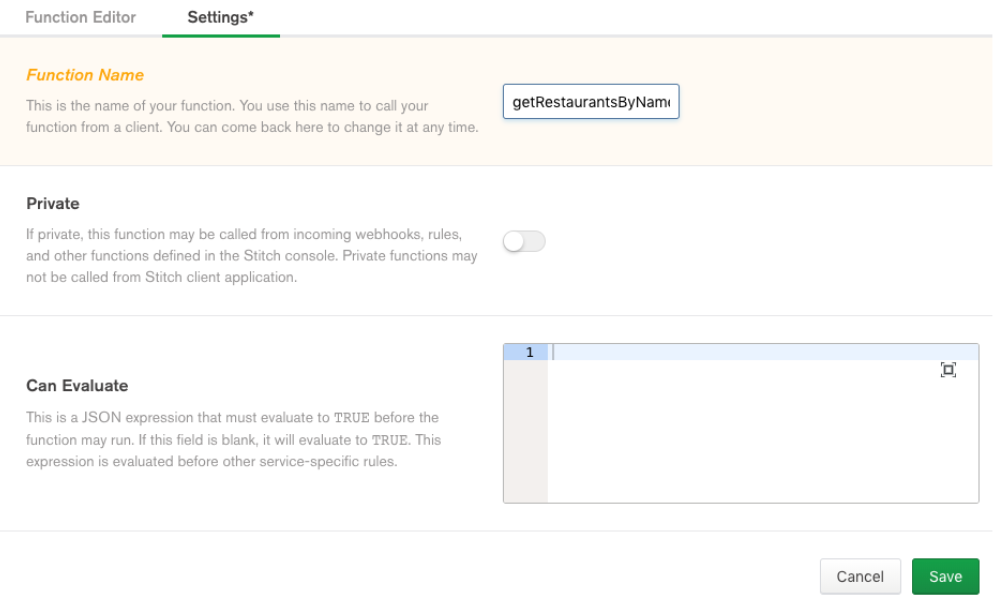 Function Editor Settings*
Function Name
This is the name of your function. You use this name to call your
function from a client. You can come back here to change it at any time.
getRestaurantsByName
Private
If private, this function may be called from incoming webhooks, rules,
and other functions defined in the Stitch console. Private functions may
not be called from Stitch client application.
1
Can Evaluate
This is a JSON expression that must evaluate to TRUE before the
function may run. If this field is blank, it will evaluate to TRUE. This
expression is evaluated before other service-specific rules.
Cancel Save